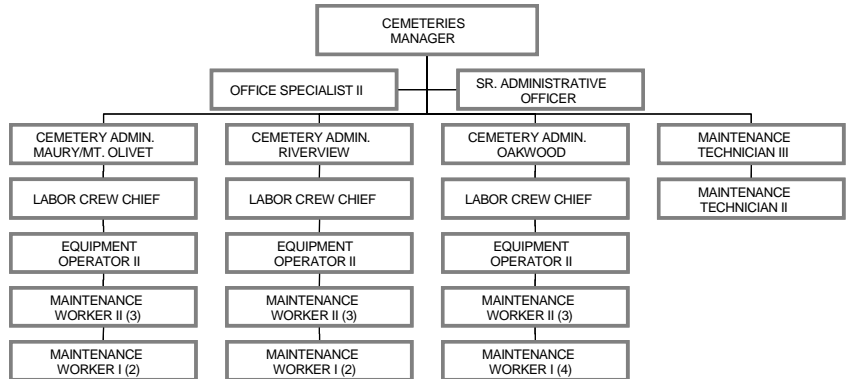 CEMETERIES
MANAGER
OFFICE SPECIALIST II
SR. ADMINISTRATIVE
OFFICER
CEMETERY ADMIN.
MAURY/MT. OLIVET
CEMETERY ADMIN.
RIVERVIEW
CEMETERY ADMIN.
OAKWOOD
MAINTENANCE
TECHNICIAN III
LABOR CREW CHIEF
LABOR CREW CHIEF
LABOR CREW CHIEF
MAINTENANCE
TECHNICIAN II
EQUIPMENT
OPERATOR II
EQUIPMENT
OPERATOR II
EQUIPMENT
OPERATOR II
MAINTENANCE
WORKER II (3)
MAINTENANCE
WORKER II (3)
MAINTENANCE
WORKER II (3)
MAINTENANCE
WORKER I (2)
MAINTENANCE
WORKER I (2)
MAINTENANCE
WORKER I (4)